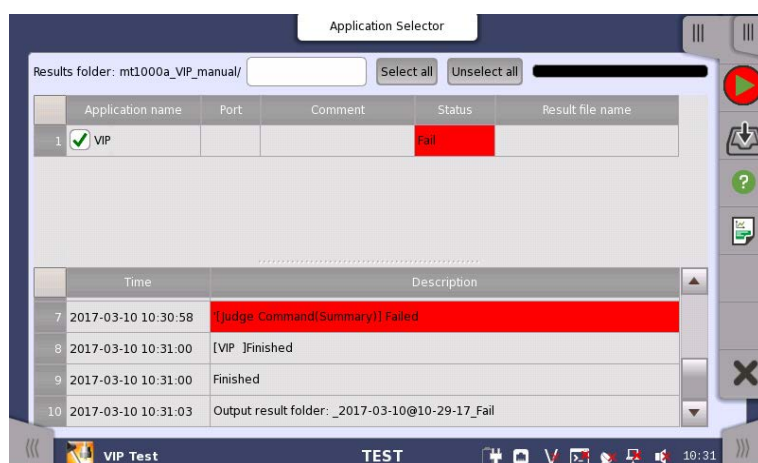 Application Selector
Results folder: mt1000a_VIP_manual/ Select all Unselect all
Application name Port Comment Status Result file name
1 VIP Fail
Time Description
7 2017-03-10 10:30:58 '[Judge Command(Summary)] Failed
8 2017-03-10 10:31:00 [VIP ]Finished
9 2017-03-10 10:31:00 Finished
10 2017-03-10 10:31:03 Output result folder: _2017-03-10@10-29-17_Fail
VIP Test TEST 10:31